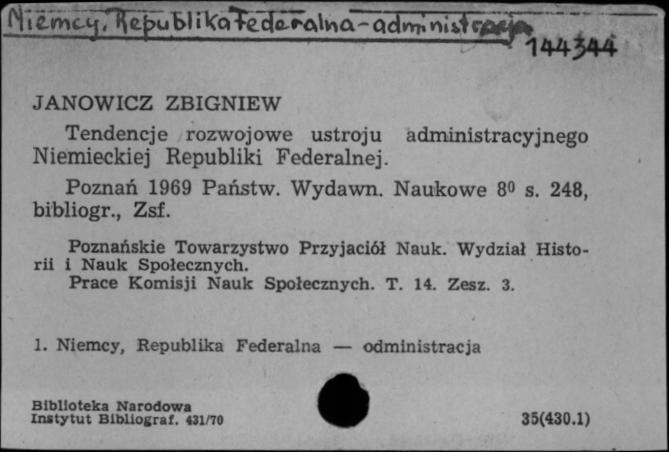 Niemcy, Republika Federalna - administracja
144344
JANOWICZ ZBIGNIEW
Tendencje rozwojowe ustroju administracyjnego
Niemieckiej Republiki Federalnej.
Poznań 1969 Państw. Wydawn. Naukowe 8⁰ s. 248,
bibliogr., Zsf.
Poznańskie Towarzystwo Przyjaciół Nauk. Wydział Histo-
rii i Nauk Społecznych.
Prace Komisji Nauk Społecznych. T. 14. Zesz. 3.
1. Niemcy, Republika Federalna — odministracja
Biblioteka Narodowa
Instytut Bibliograf. 431/70
35(430.1)